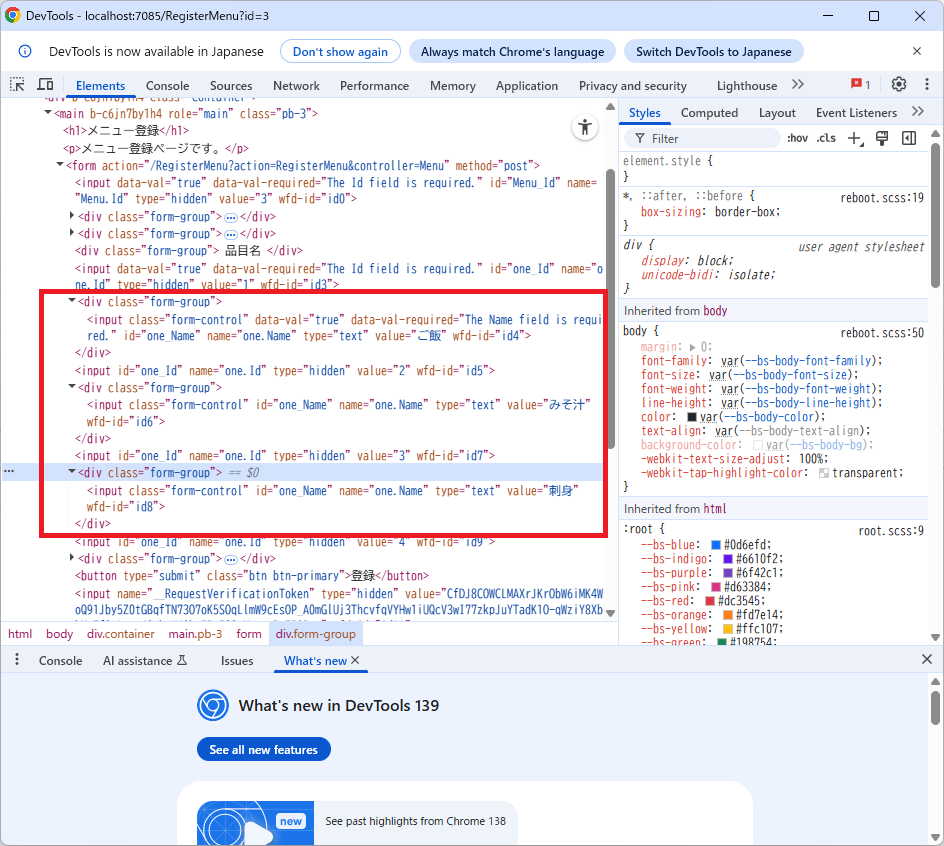 DevTools - localhost:7085/RegisterMenu?id=3
DevTools is now available in Japanese
Don't show again
Always match Chrome's language
Switch DevTools to Japanese
Elements Console Sources Network Performance Memory Application Privacy and security Lighthouse 1
<div b-c6jn7by1h4 class="container">
<main b-c6jn7by1h4 role="main" class="pb-3">
<h1>メニュー登録</h1>
<p>メニュー登録ページです。</p>
<form action="/RegisterMenu?action=RegisterMenu&controller=Menu" method="post">
<input data-val="true" data-val-required="The Id field is required." id="Menu_Id" name=
"Menu.Id" type="hidden" value="3" wfd-id="id0">
<div class="form-group">…</div>
<div class="form-group">…</div>
<div class="form-group"> 品目名 </div>
<input data-val="true" data-val-required="The Id field is required." id="one_Id" name="o
ne.Id" type="hidden" value="1" wfd-id="id3">
<div class="form-group">
<input class="form-control" data-val="true" data-val-required="The Name field is requi
red." id="one_Name" name="one.Name" type="text" value="ご飯" wfd-id="id4">
</div>
<input id="one_Id" name="one.Id" type="hidden" value="2" wfd-id="id5">
<div class="form-group">
<input class="form-control" id="one_Name" name="one.Name" type="text" value="みそ汁"
wfd-id="id6">
</div>
<input id="one_Id" name="one.Id" type="hidden" value="3" wfd-id="id7">
<div class="form-group"> == $0
<input class="form-control" id="one_Name" name="one.Name" type="text" value="刺身"
wfd-id="id8">
</div>
<input id="one_Id" name="one.Id" type="hidden" value="4" wfd-id="id9">
<div class="form-group">…</div>
<button type="submit" class="btn btn-primary">登録</button>
<input name="__RequestVerificationToken" type="hidden" value="CfDJ8COWCLMAXrJKrObW6iMK4W
html body div.container main.pb-3 form div.form-group
Styles Computed Layout Event Listeners
Filter :hov .cls
element.style {
}
*, ::after, ::before { reboot.scss:19
box-sizing: border-box;
}
div { user agent stylesheet
display: block;
unicode-bidi: isolate;
}
Inherited from body
body { reboot.scss:50
margin: 0;
font-family: var(--bs-body-font-family);
font-size: var(--bs-body-font-size);
font-weight: var(--bs-body-font-weight);
line-height: var(--bs-body-line-height);
color: var(--bs-body-color);
text-align: var(--bs-body-text-align);
background-color: var(--bs-body-bg);
-webkit-text-size-adjust: 100%;
-webkit-tap-highlight-color: transparent;
}
Inherited from html
:root { root.scss:9
--bs-blue: #0d6efd;
--bs-indigo: #6610f2;
--bs-purple: #6f42c1;
--bs-pink: #d63384;
--bs-red: #dc3545;
--bs-orange: #fd7e14;
--bs-yellow: #ffc107;
--bs-green: #198754;
Console AI assistance Issues What's new
What's new in DevTools 139
See all new features
new
See past highlights from Chrome 138